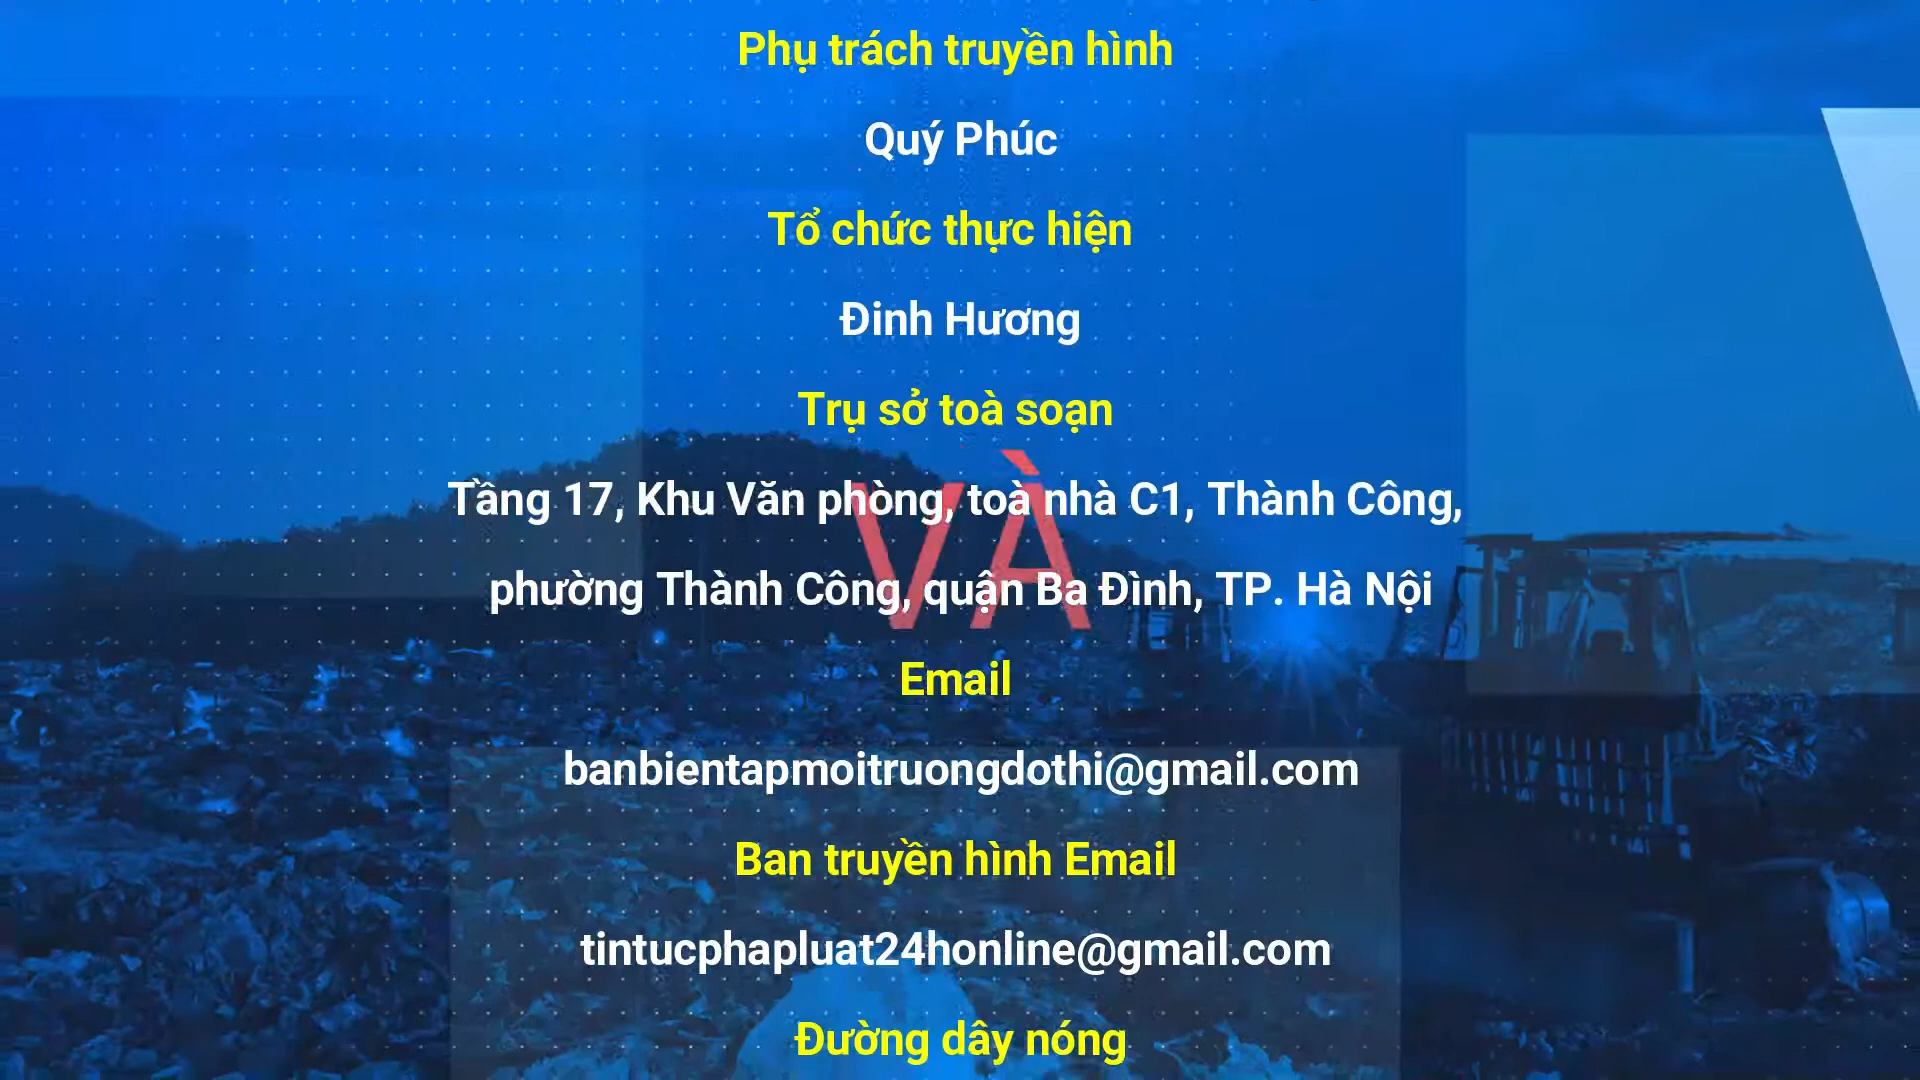 Phụ trách truyền hình
Quý Phúc
Tổ chức thực hiện
Đinh Hương
Trụ sở toà soạn
Tầng 17, Khu Văn phòng, toà nhà C1, Thành Công,
VÀ
phường Thành Công, quận Ba Đình, TP. Hà Nội
Email
banbientapmoitruongdothi@gmail.com
Ban truyền hình Email
tintucphapluat24honline@gmail.com
Đường dây nóng